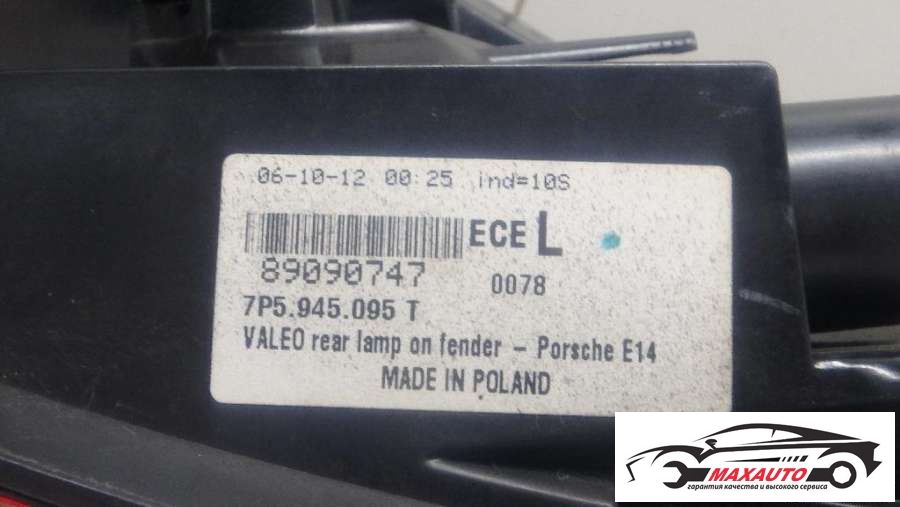 06-10-12 00:25 ind=10S
ECE L
89090747 0078
7P5.945.095 T
VALEO rear lamp on fender - Porsche E14
MADE IN POLAND
MAXAUTO
гарантия качества и высокого сервиса